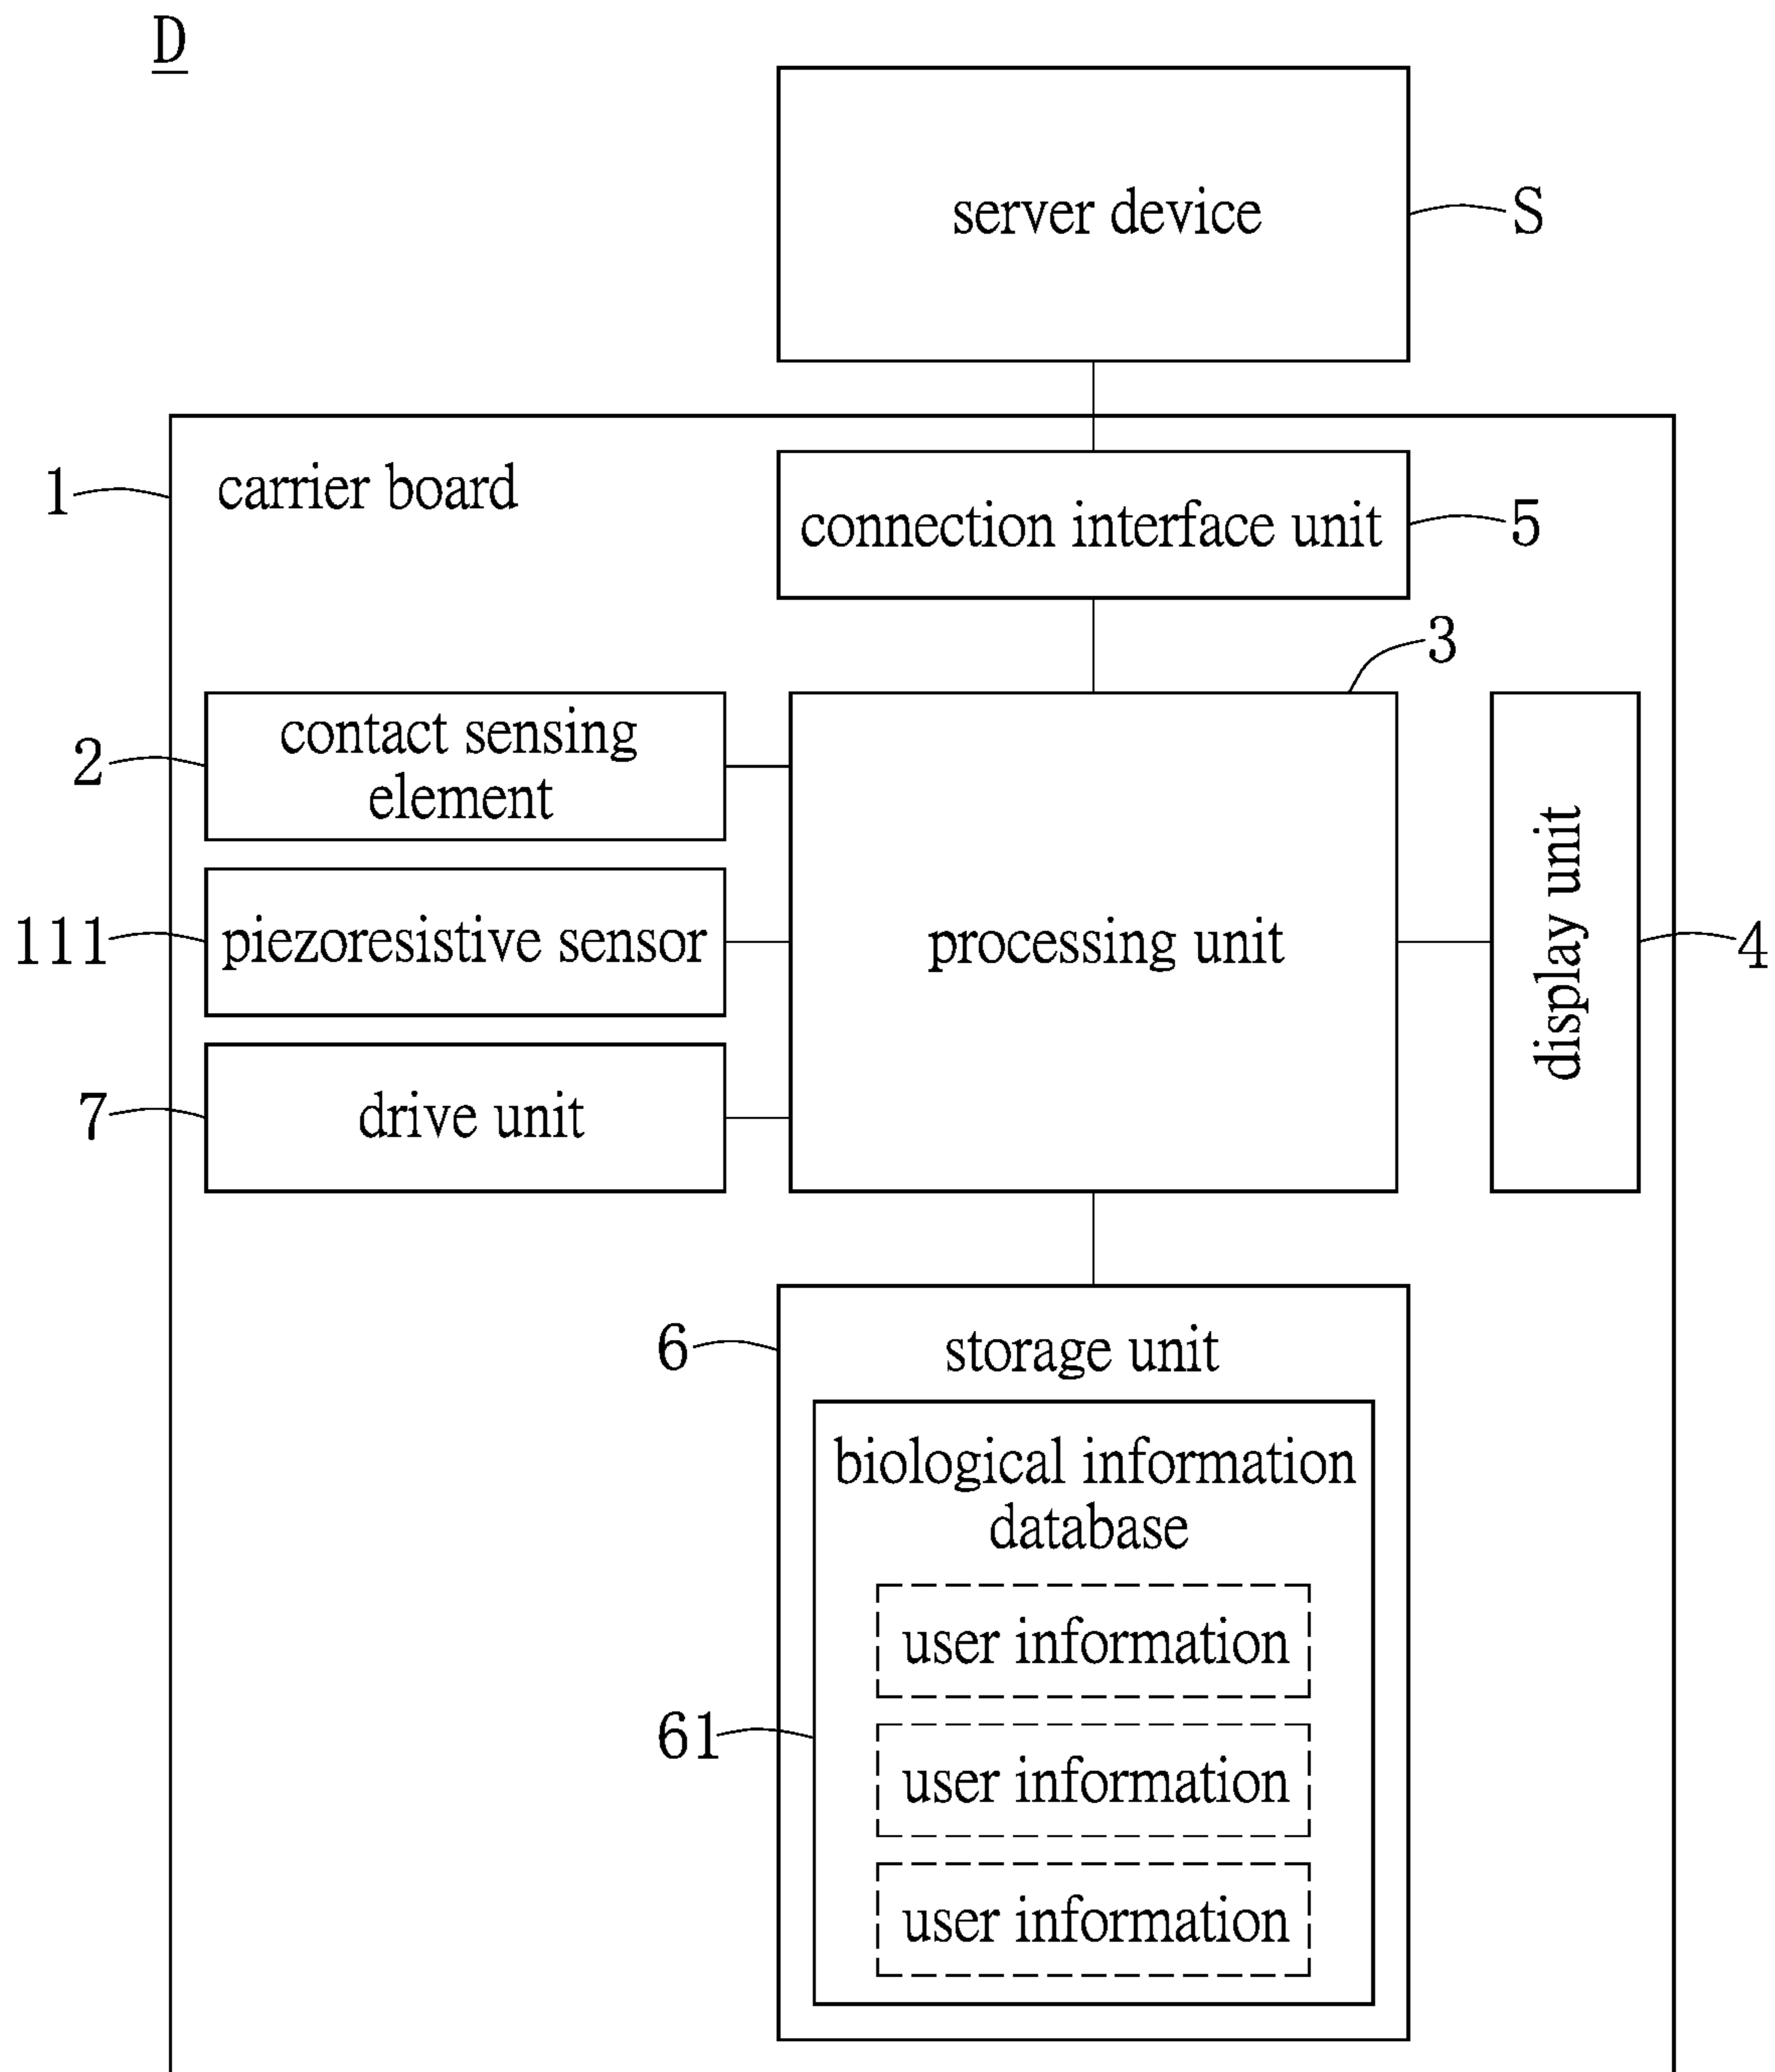 D
server device
S
1
carrier board
connection interface unit
5
3
2
contact sensing
element
111
piezoresistive sensor
processing unit
display unit
4
7
drive unit
6
storage unit
biological information
database
user information
61
user information
user information